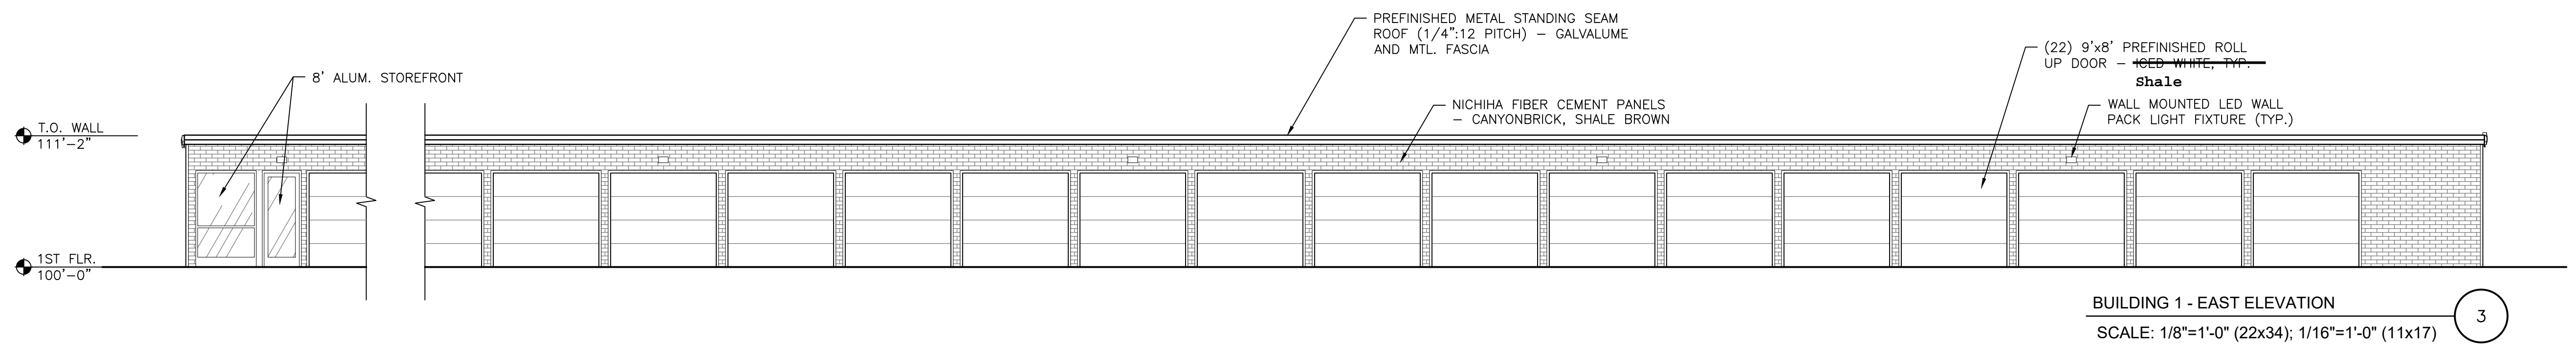 PREFINISHED METAL STANDING SEAM
ROOF (1/4":12 PITCH) – GALVALUME
AND MTL. FASCIA
(22) 9'x8' PREFINISHED ROLL
UP DOOR – ICED WHITE, TYP.
Shale
8' ALUM. STOREFRONT
NICHIHA FIBER CEMENT PANELS
– CANYONBRICK, SHALE BROWN
WALL MOUNTED LED WALL
PACK LIGHT FIXTURE (TYP.)
T.O. WALL
111'–2"
1ST FLR.
100'–0"
BUILDING 1 - EAST ELEVATION
3
SCALE: 1/8"=1'-0" (22x34); 1/16"=1'-0" (11x17)